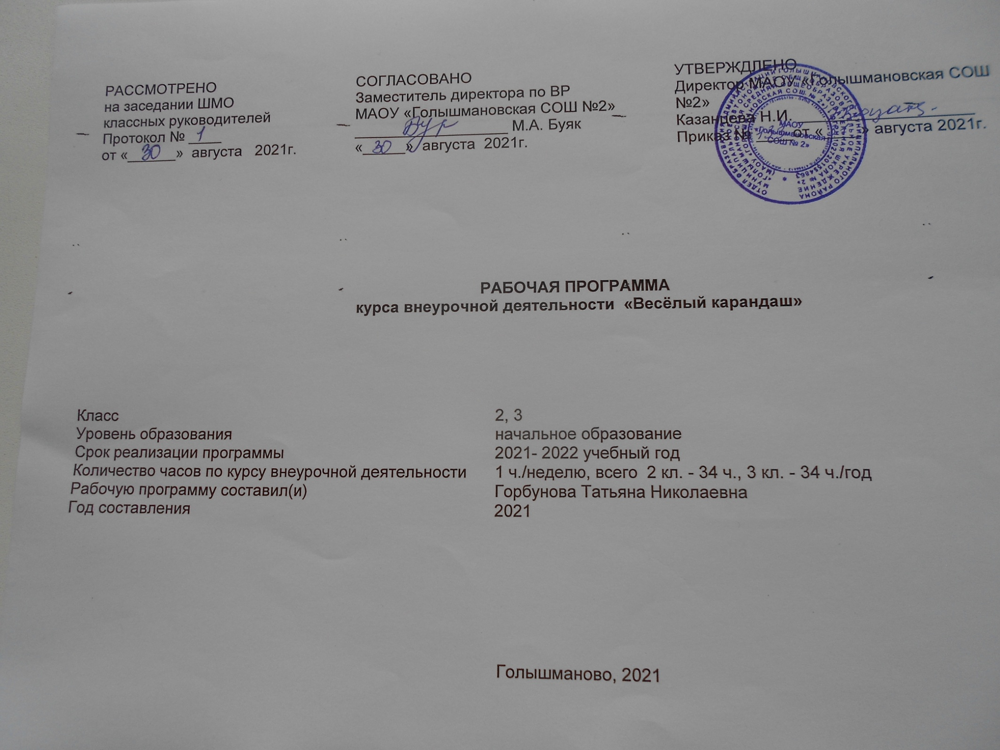 РАССМОТРЕНО
на заседании ШМО
классных руководителей
Протокол № 1
от «30» августа 2021г.
СОГЛАСОВАНО
Заместитель директора по ВР
МАОУ «Голышмановская СОШ №2»
М.А. Буяк
«30» августа 2021г.
УТВЕРЖДЛЕНО
Директор МАОУ «Голышмановская СОШ
№2»
Казанцева Н.И.
Приказ № от « » августа 2021г.
МАОУ
«Голышмановская
СОШ № 2»
РАБОЧАЯ ПРОГРАММА
курса внеурочной деятельности «Весёлый карандаш»
Класс 2, 3
Уровень образования начальное образование
Срок реализации программы 2021- 2022 учебный год
Количество часов по курсу внеурочной деятельности 1 ч./неделю, всего 2 кл. - 34 ч., 3 кл. - 34 ч./год
Рабочую программу составил(и) Горбунова Татьяна Николаевна
Год составления 2021
Голышманово, 2021